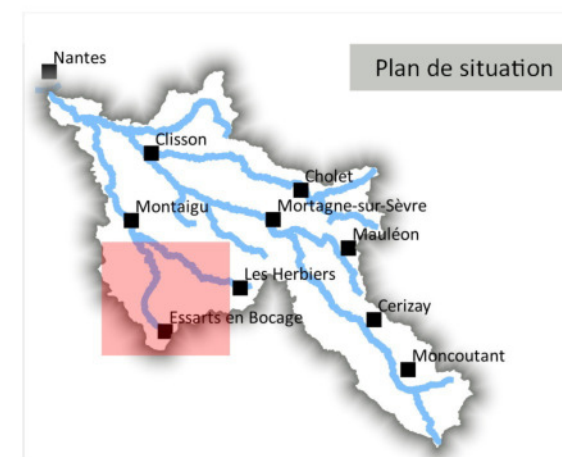 Nantes
Plan de situation
Clisson
Cholet
Montaigu
Mortagne-sur-Sèvre
Mauléon
Les Herbiers
Essarts en Bocage
Cerizay
Moncoutant